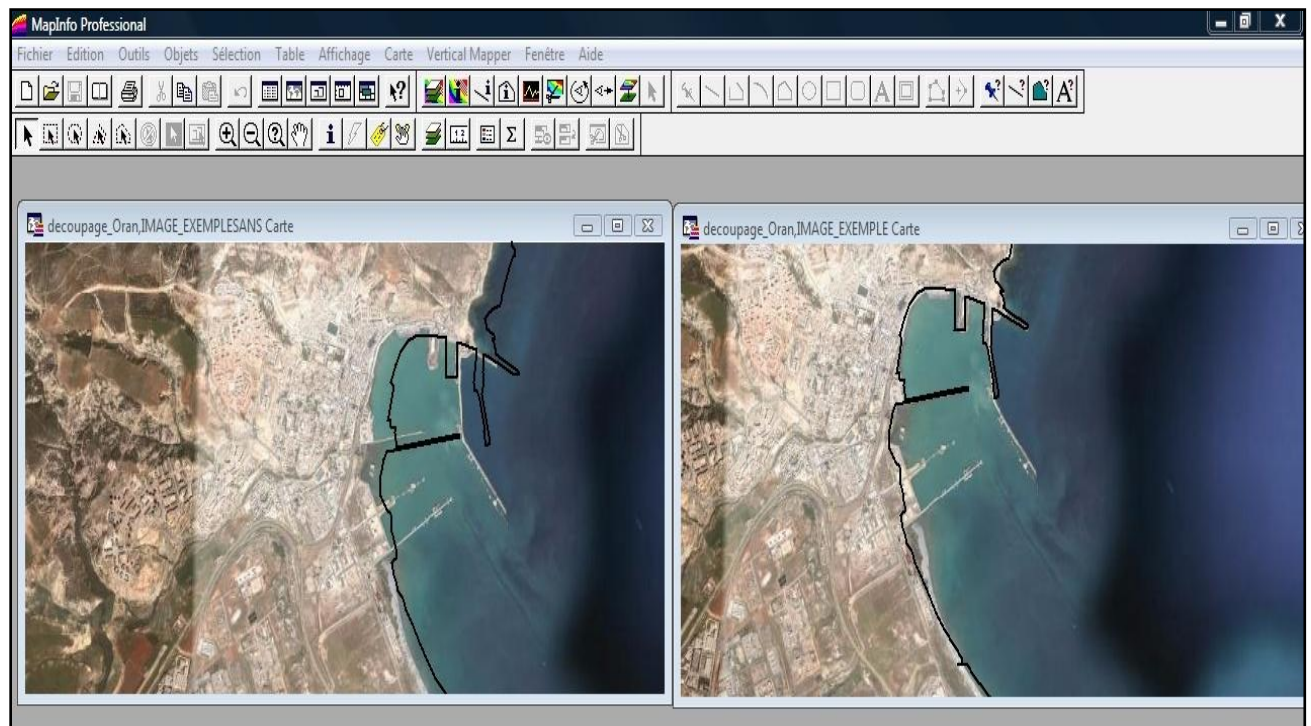 MapInfo Professional
Fichier Edition Outils Objets Sélection Table Affichage Carte Vertical Mapper Fenêtre Aide
decoupage_Oran,IMAGE_EXEMPLESANS Carte
decoupage_Oran,IMAGE_EXEMPLE Carte